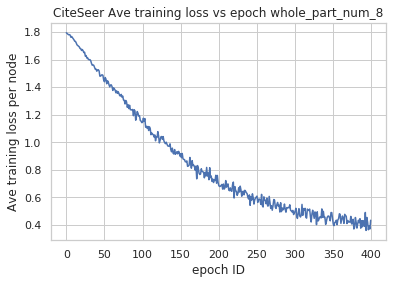 CiteSeer Ave training loss vs epoch whole_part_num_8
Ave training loss per node
1.8
1.6
1.4
1.2
1.0
0.8
0.6
0.4
0 50 100 150 200 250 300 350 400
epoch ID